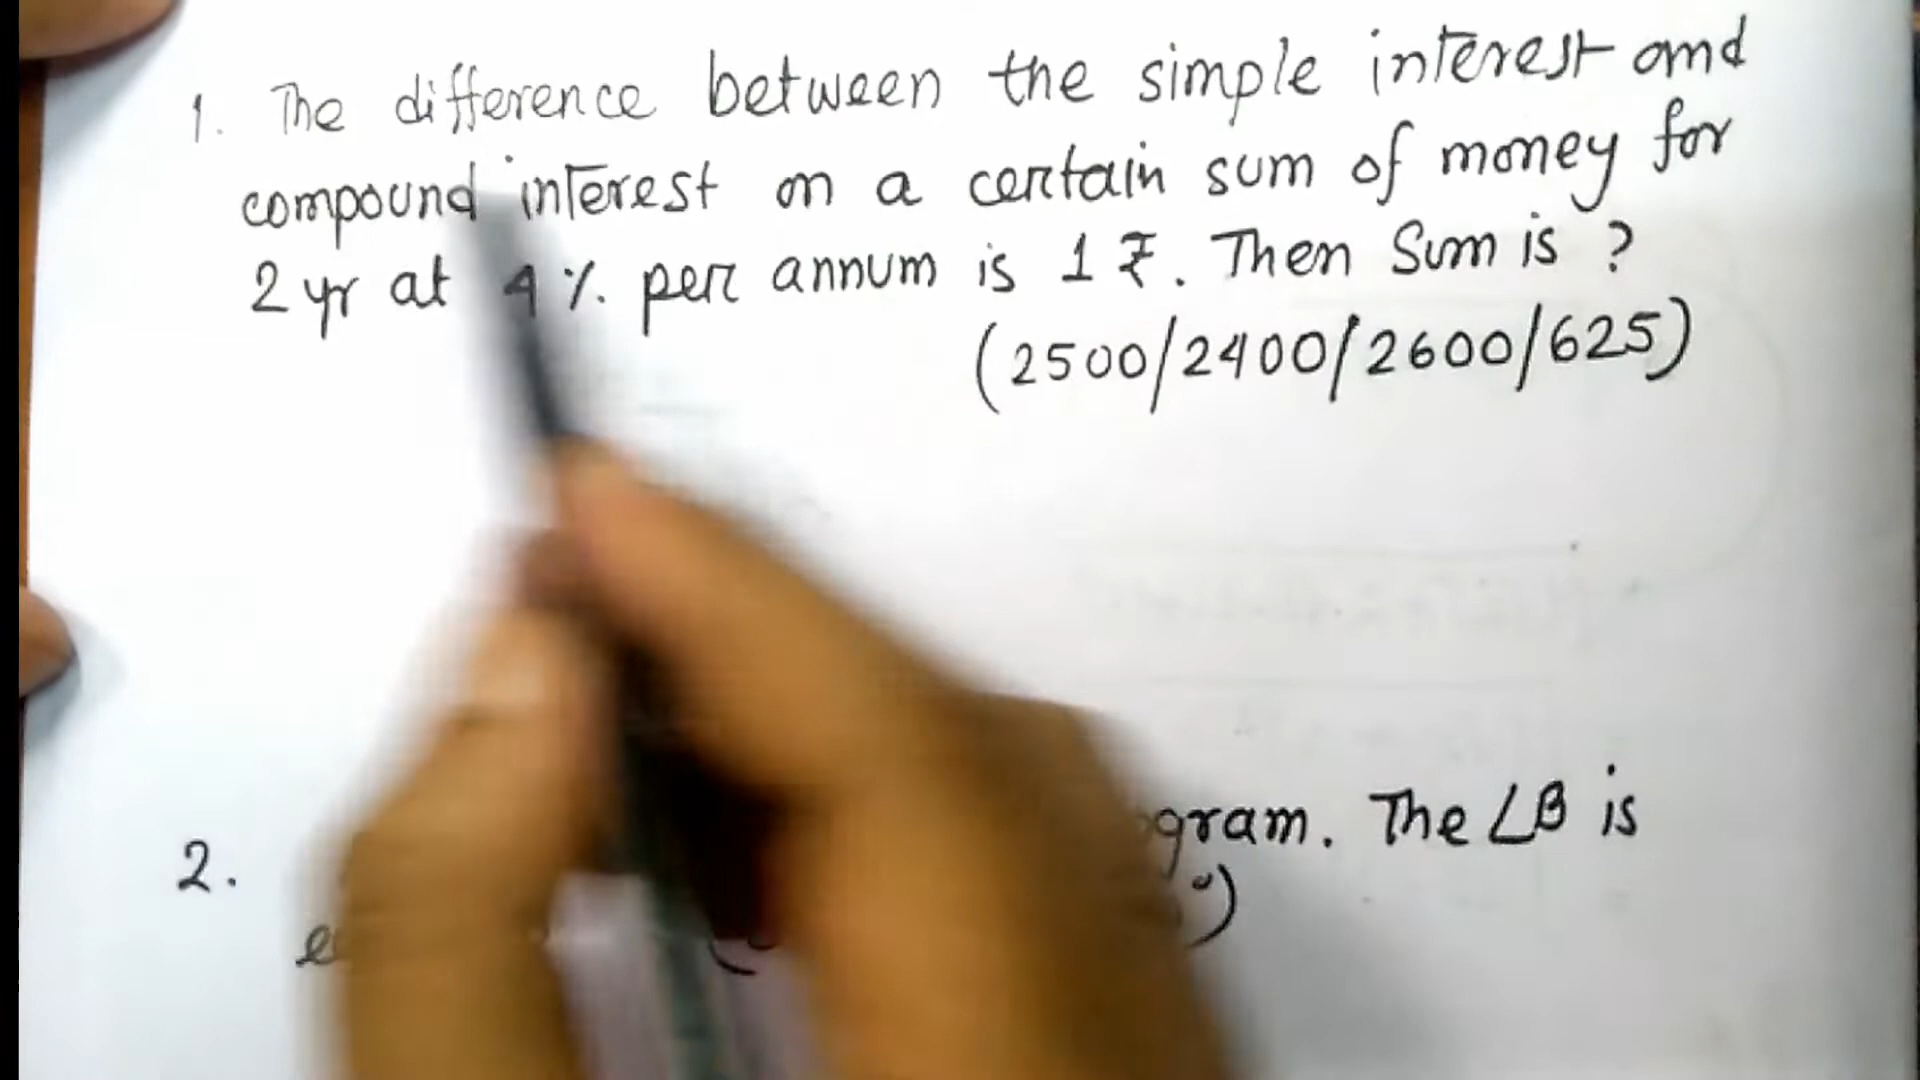 1. The difference between the simple interest and
compound interest on a certain sum of money for
2 yr at 4% per annum is 1 ₹. Then Sum is ?
(2500/2400/2600/625)
2. gram. The ∠B is